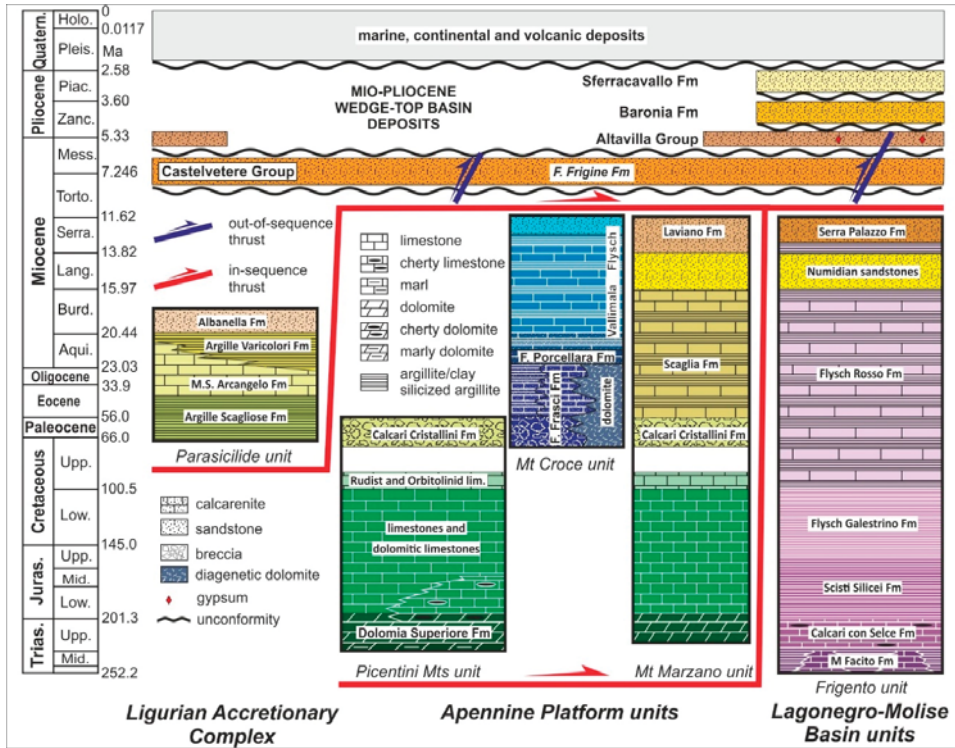 Quatern.
Holo.
Pleis.
Pliocene
Piac.
Zanc.
Miocene
Mess.
Torto.
Serra.
Lang.
Burd.
Aqui.
Oligocene
Eocene
Paleocene
Cretaceous
Upp.
Low.
Juras.
Upp.
Mid.
Low.
Trias.
Upp.
Mid.
0
0.0117
Ma
2.58
3.60
5.33
7.246
11.62
13.82
15.97
20.44
23.03
33.9
56.0
66.0
100.5
145.0
201.3
252.2
marine, continental and volcanic deposits
MIO-PLIOCENE
WEDGE-TOP BASIN
DEPOSITS
Sferracavallo Fm
Baronia Fm
Altavilla Group
Castelvetere Group
F. Frigine Fm
out-of-sequence
thrust
in-sequence
thrust
limestone
cherty limestone
marl
dolomite
cherty dolomite
marly dolomite
argillite/clay
silicized argillite
Albanella Fm
Argille Varicolori Fm
M.S. Arcangelo Fm
Argille Scagliose Fm
Parasicilide unit
calcarenite
sandstone
breccia
diagenetic dolomite
gypsum
unconformity
Calcari Cristallini Fm
Rudist and Orbitolinid lim.
limestones and
dolomitic limestones
Dolomia Superiore Fm
Picentini Mts unit
Vallimala Flysch
F. Porcellara Fm
F. Frasci Fm
dolomite
Mt Croce unit
Laviano Fm
Scaglia Fm
Calcari Cristallini Fm
Mt Marzano unit
Serra Palazzo Fm
Numidian sandstones
Flysch Rosso Fm
Flysch Galestrino Fm
Scisti Silicei Fm
Calcari con Selce Fm
M Facito Fm
Frigento unit
Ligurian Accretionary
Complex
Apennine Platform units
Lagonegro-Molise
Basin units